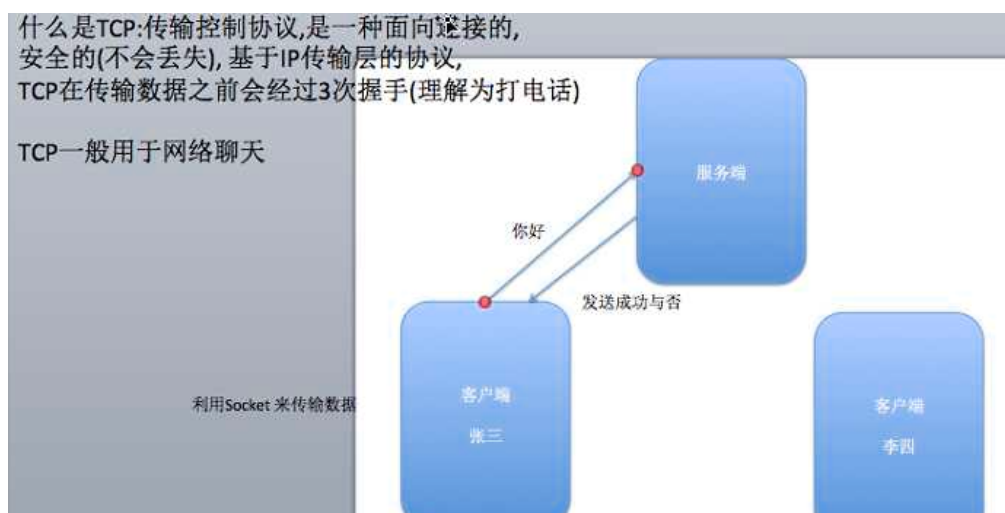 什么是TCP:传输控制协议,是一种面向连接的,
安全的(不会丢失), 基于IP传输层的协议,
TCP在传输数据之前会经过3次握手(理解为打电话)
TCP一般用于网络聊天
服务端
你好
发送成功与否
利用Socket 来传输数据
客户端
张三
客户端
李四